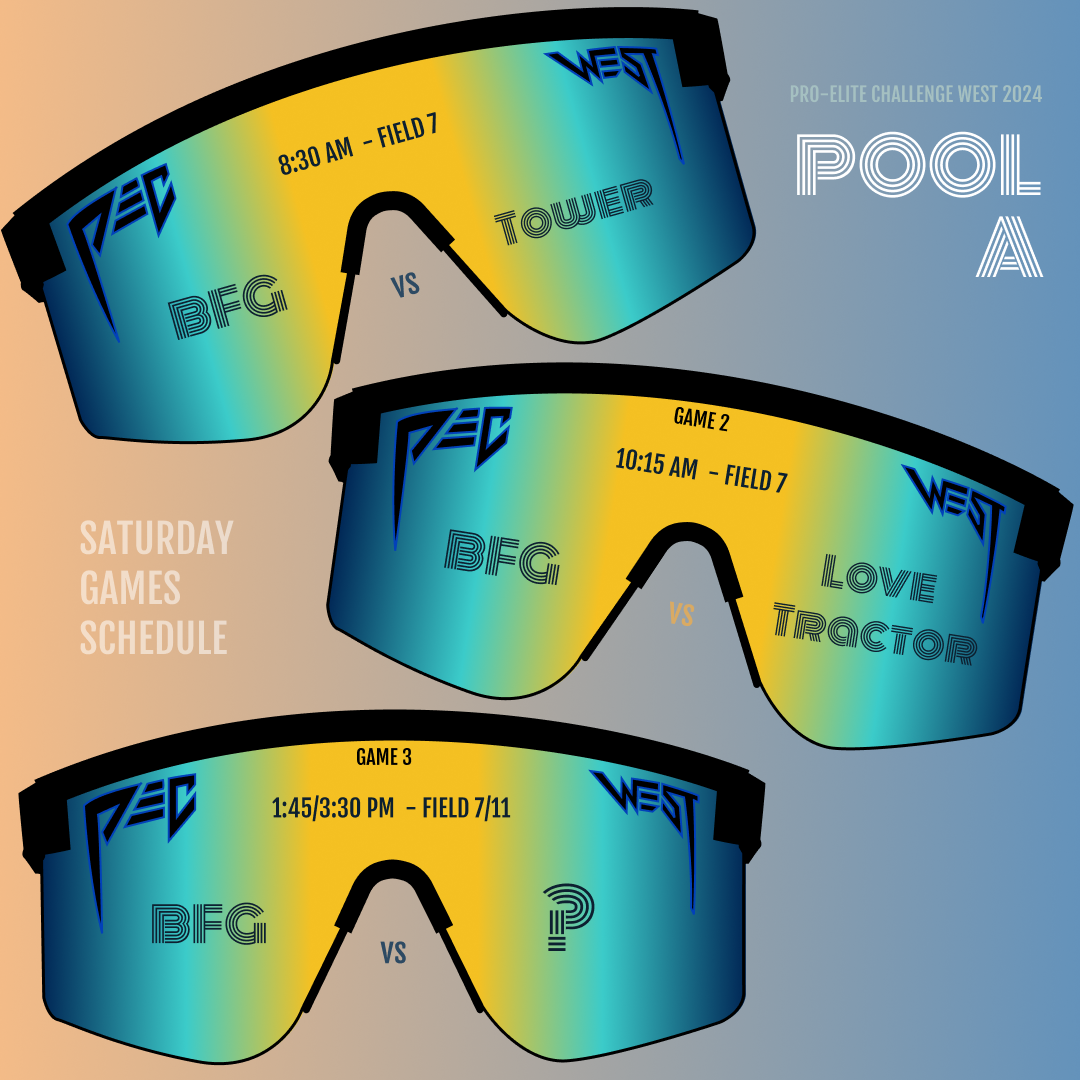 PRO-ELITE CHALLENGE WEST 2024
POOL
A
PEC
WEST
8:30 AM – FIELD 7
BFG
VS
TOWER
PEC
WEST
GAME 2
10:15 AM – FIELD 7
BFG
VS
LOVE
TRACTOR
SATURDAY
GAMES
SCHEDULE
PEC
WEST
GAME 3
1:45/3:30 PM – FIELD 7/11
BFG
VS
?